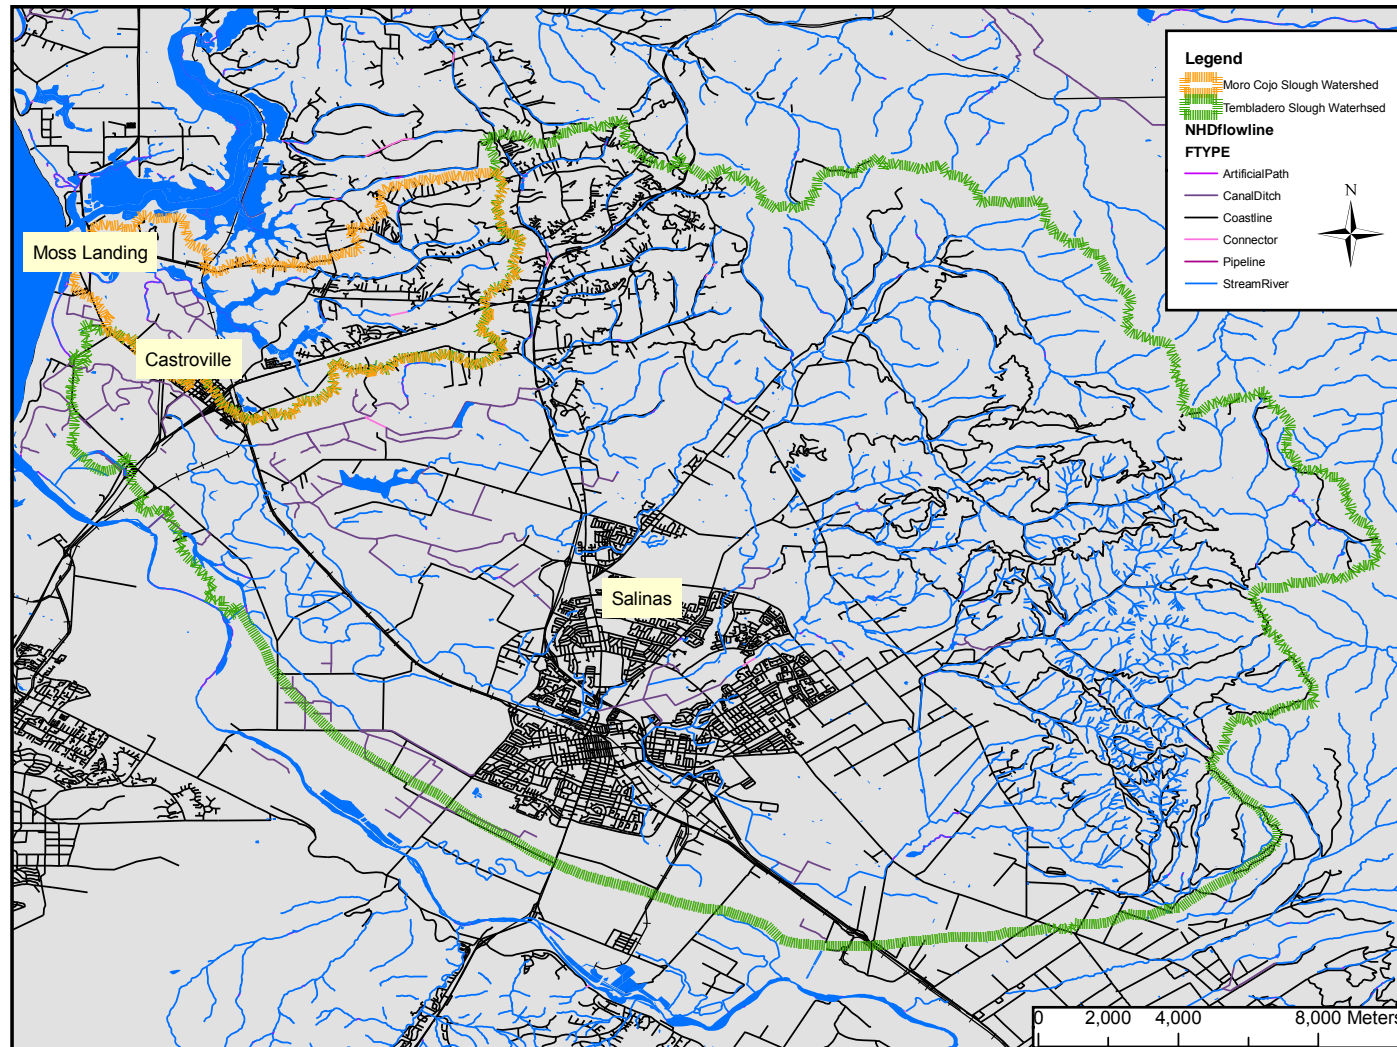 Legend
Moro Cojo Slough Watershed
Tembladero Slough Waterhsed
NHDflowline
FTYPE
ArtificialPath
CanalDitch
Coastline
Connector
Pipeline
StreamRiver
N
Moss Landing
Castroville
Salinas
0 2,000 4,000 8,000 Meters